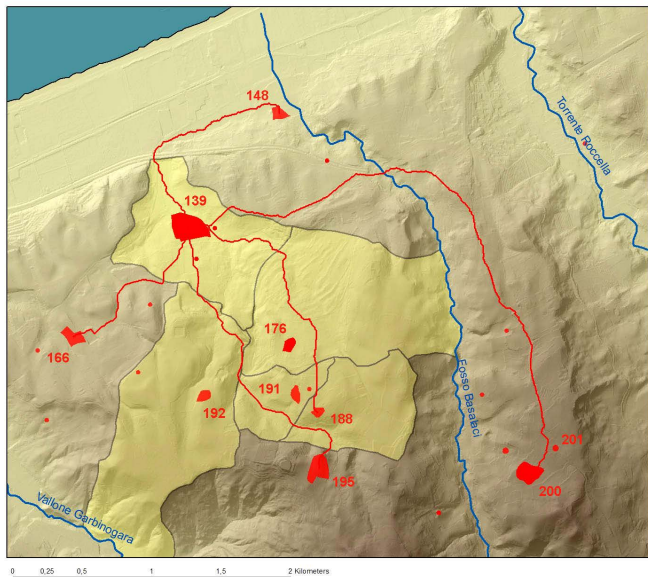 148
Torrente Roccella
139
176
166
Fosso Basalaci
191
192
188
201
195
200
Vallone Garbinogara
0 0,25 0,5 1 1,5 2 Kilometers